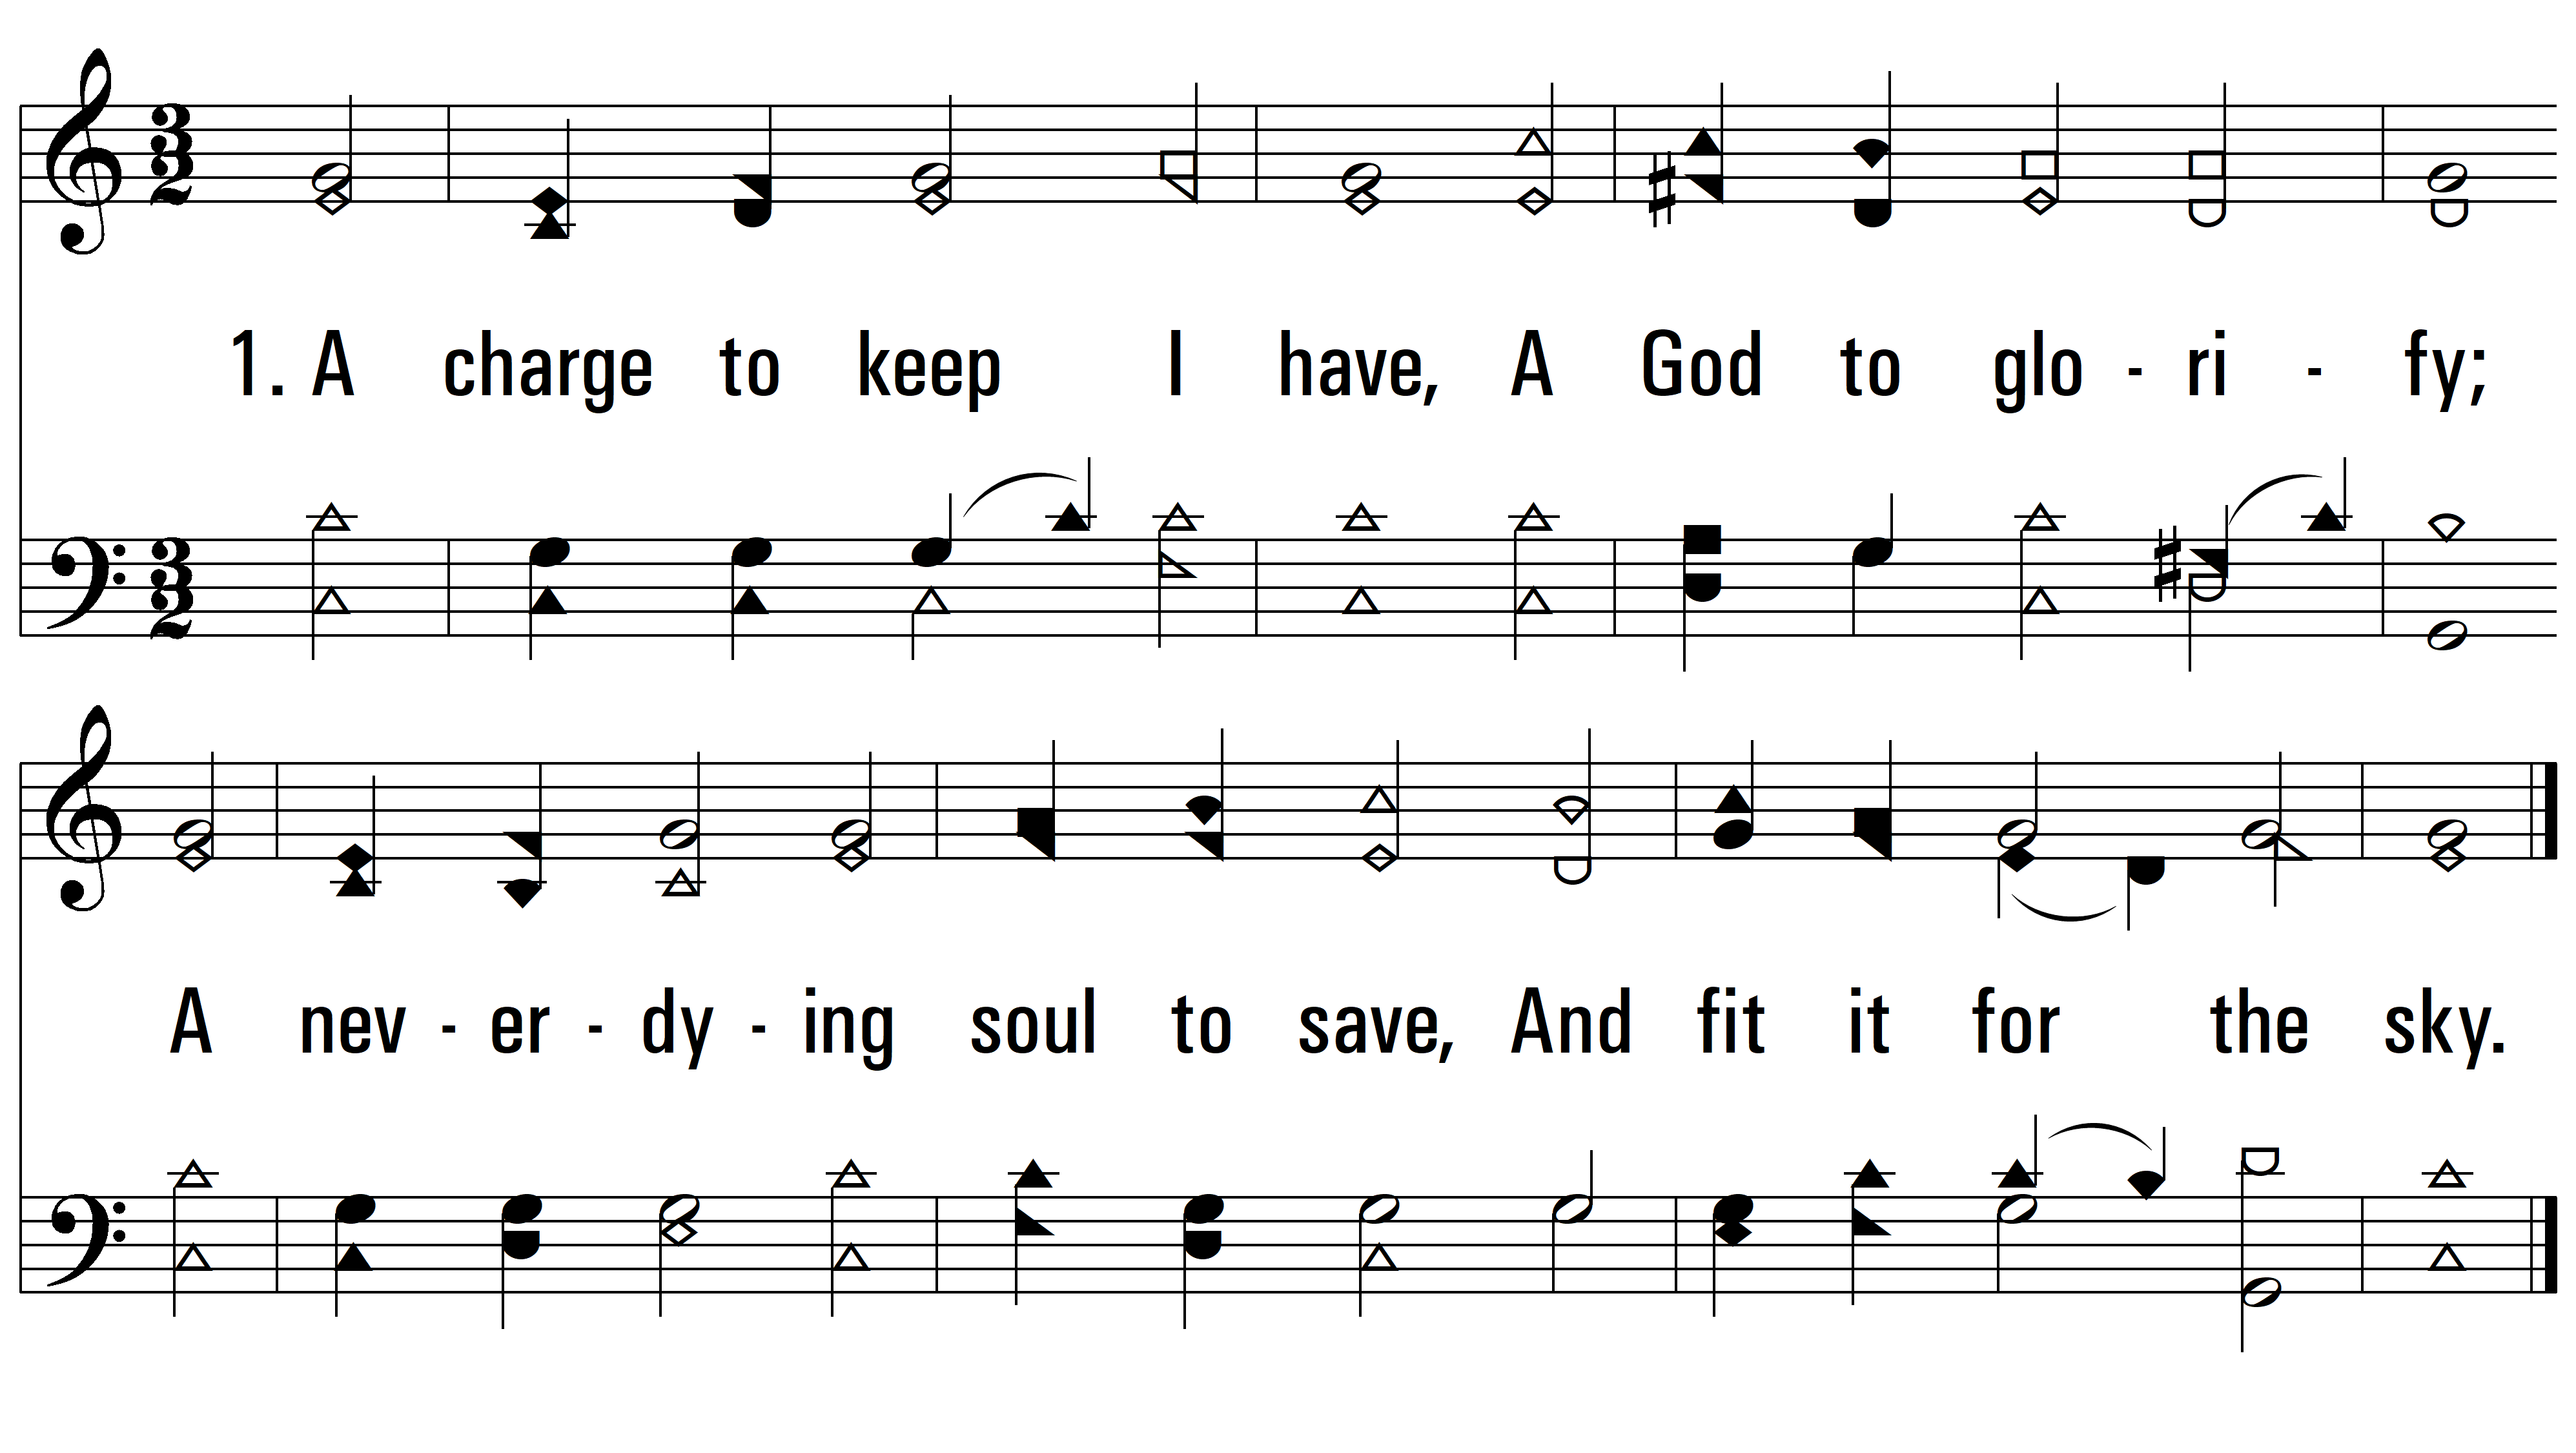 1. A charge to keep I have, A God to glo - ri - fy;
A nev - er - dy - ing soul to save, And fit it for the sky.